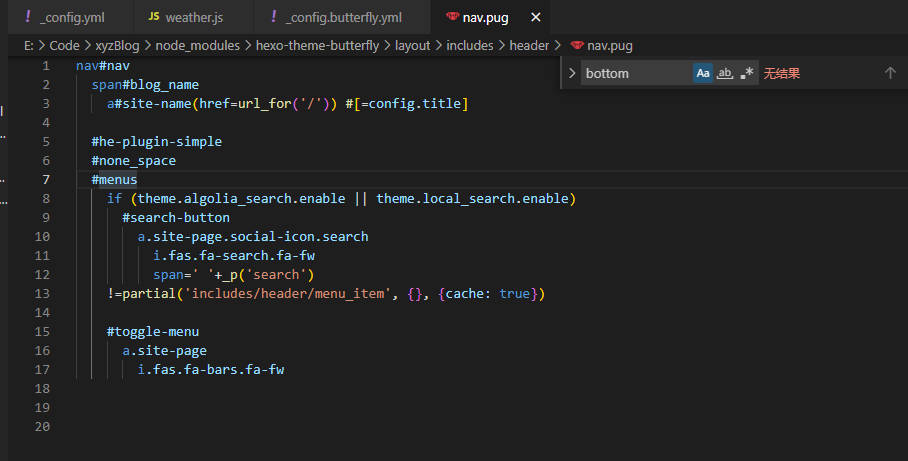 _config.yml JS weather.js _config.butterfly.yml nav.pug
E: > Code > xyzBlog > node_modules > hexo-theme-butterfly > layout > includes > header > nav.pug
bottom Aa ab .* 无结果
1 nav#nav
2 span#blog_name
3 a#site-name(href=url_for('/')) #[=config.title]
4
5 #he-plugin-simple
6 #none_space
7 #menus
8 if (theme.algolia_search.enable || theme.local_search.enable)
9 #search-button
10 a.site-page.social-icon.search
11 i.fas.fa-search.fa-fw
12 span=' '+_p('search')
13 !=partial('includes/header/menu_item', {}, {cache: true})
14
15 #toggle-menu
16 a.site-page
17 i.fas.fa-bars.fa-fw
18
19
20